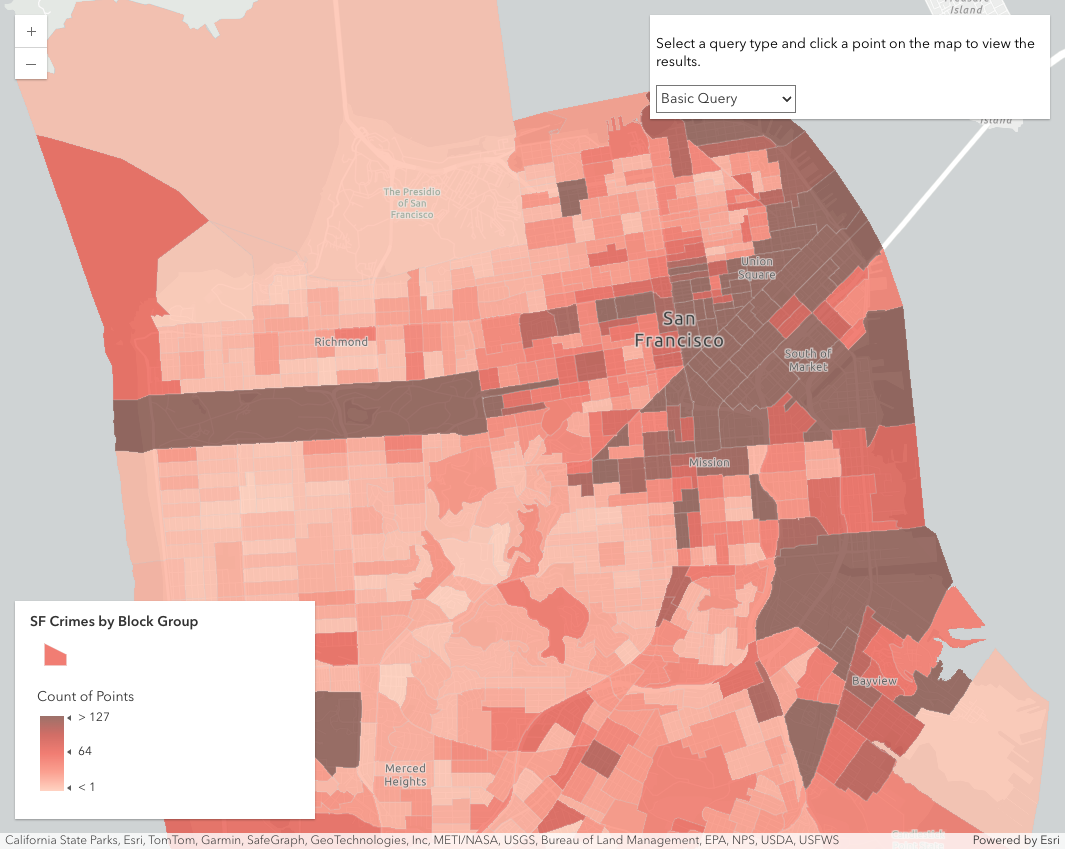 Treasure
Island
+
−
Select a query type and click a point on the map to view the
results.
Basic Query
Island
The Presidio
of San
Francisco
Union
Square
San
Francisco
Richmond
South of
Market
Mission
SF Crimes by Block Group
Count of Points
> 127
64
< 1
Bayview
Merced
Heights
California State Parks, Esri, TomTom, Garmin, SafeGraph, GeoTechnologies, Inc, METI/NASA, USGS, Bureau of Land Management, EPA, NPS, USDA, USFWS
Powered by Esri